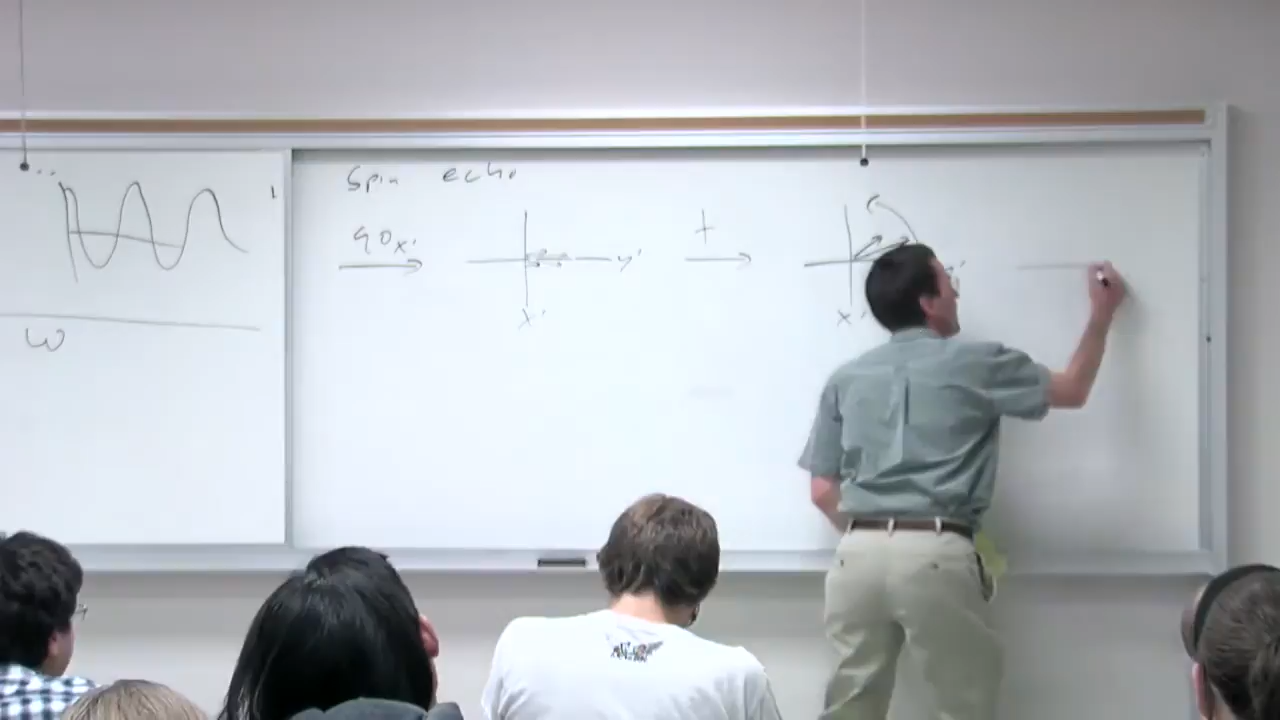 ω
Spin echo
90x'
y'
x'
t
x'
y'